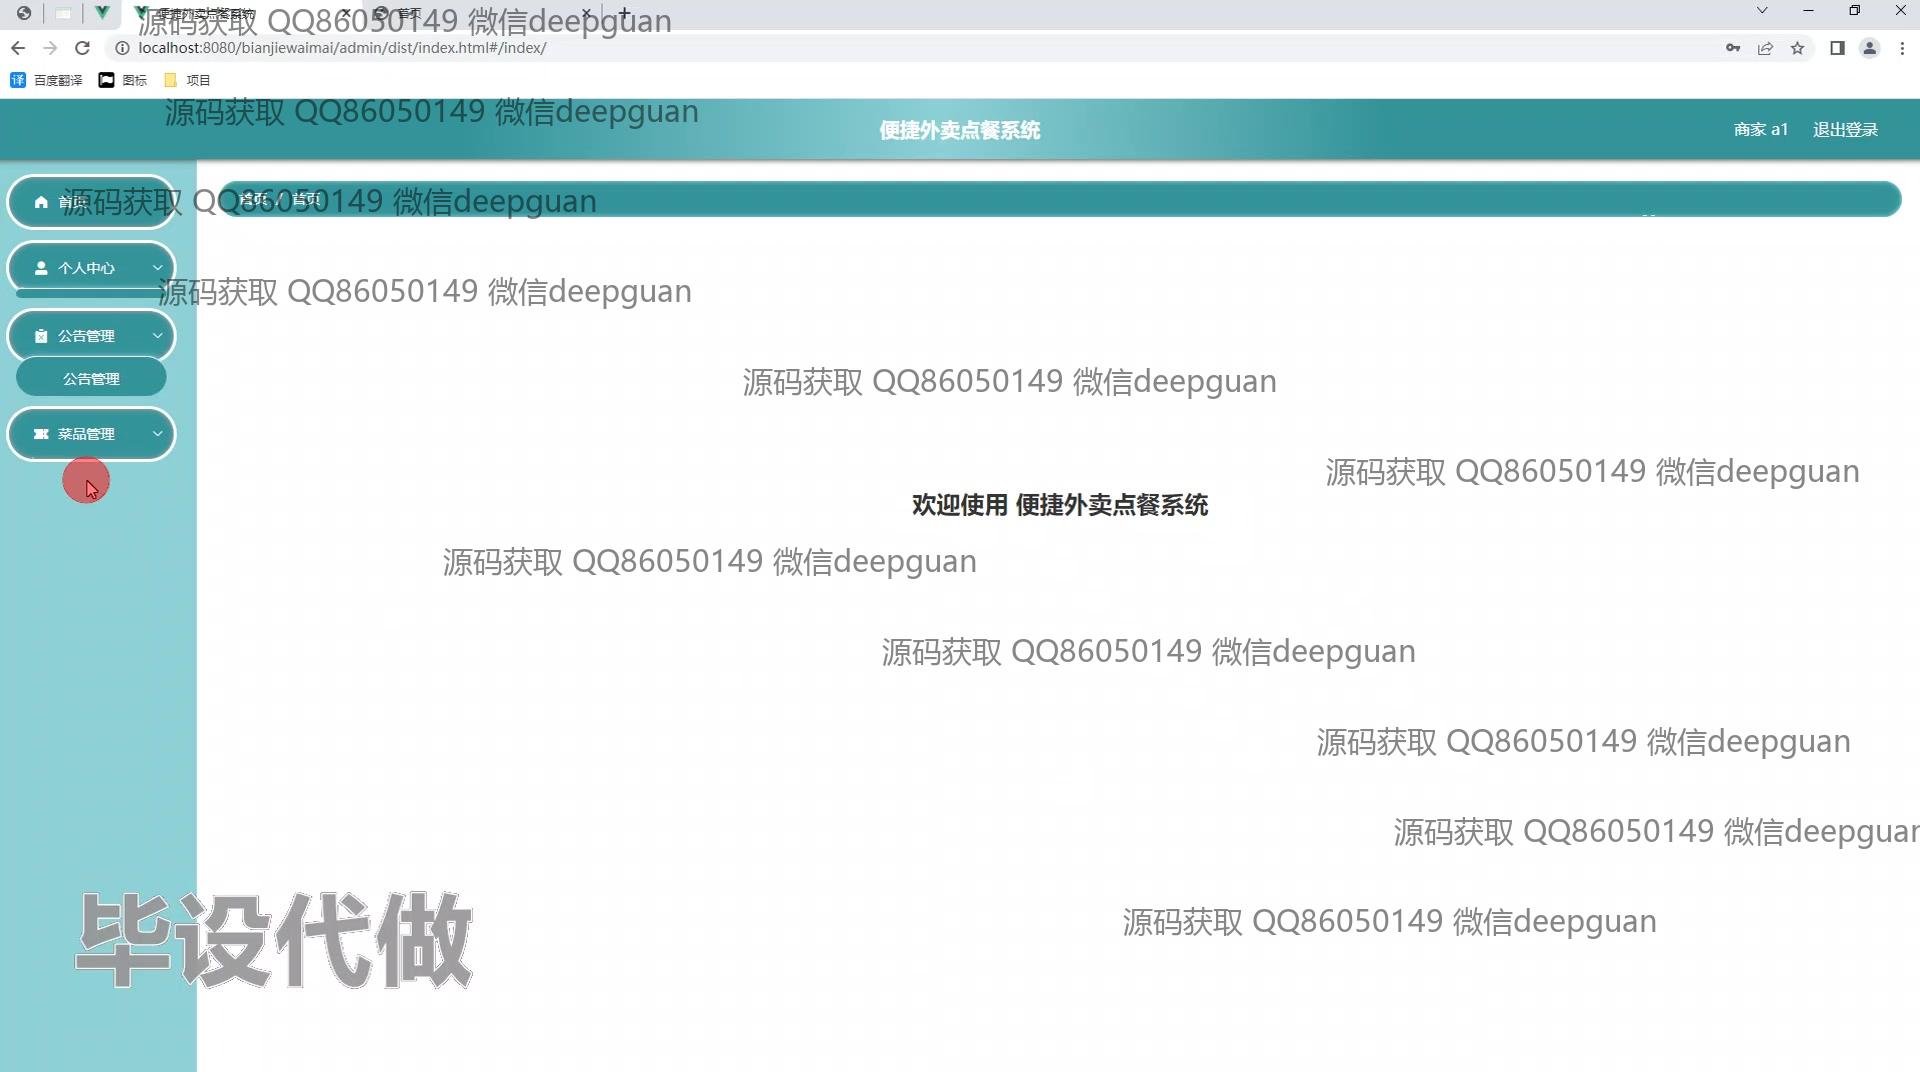 便捷外卖点餐系统
首页
源码获取 QQ86050149 微信deepguan
localhost:8080/bianjiewaimai/admin/dist/index.html#/index/
百度翻译
图标
项目
源码获取 QQ86050149 微信deepguan
便捷外卖点餐系统
商家 a1
退出登录
首页
源码获取 QQ86050149 微信deepguan
首页 / 首页
个人中心
源码获取 QQ86050149 微信deepguan
公告管理
公告管理
源码获取 QQ86050149 微信deepguan
菜品管理
源码获取 QQ86050149 微信deepguan
欢迎使用 便捷外卖点餐系统
源码获取 QQ86050149 微信deepguan
源码获取 QQ86050149 微信deepguan
源码获取 QQ86050149 微信deepguan
源码获取 QQ86050149 微信deepguan
源码获取 QQ86050149 微信deepguan
毕设代做